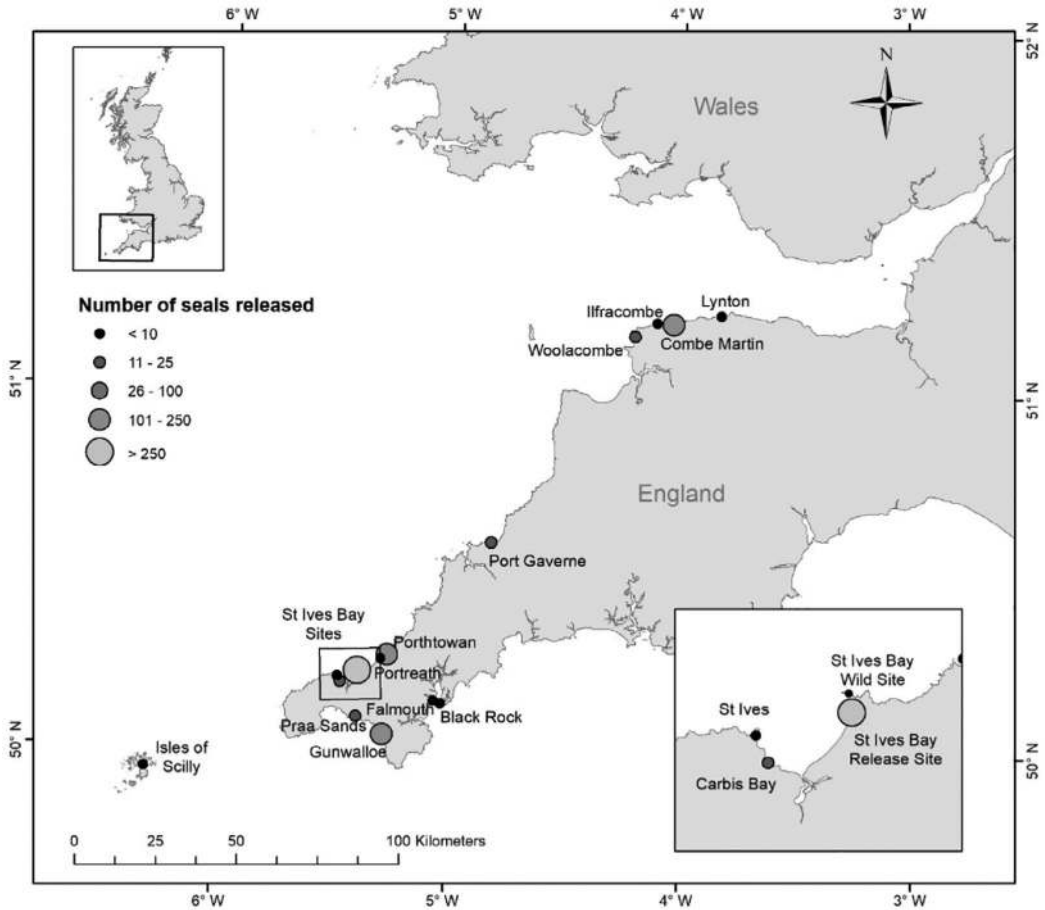 6° W
5° W
4° W
3° W
52° N
N
Wales
Number of seals released
< 10
11 - 25
26 - 100
101 - 250
> 250
Ilfracombe
Lynton
Woolacombe
Combe Martin
51° N
51° N
England
Port Gaverne
St Ives Bay
Sites
Porthtowan
Portreath
Falmouth
Black Rock
Praa Sands
Gunwalloe
50° N
Isles of
Scilly
St Ives Bay
Wild Site
St Ives
St Ives Bay
Release Site
Carbis Bay
50° N
0 25 50 100 Kilometers
6° W
5° W
4° W
3° W